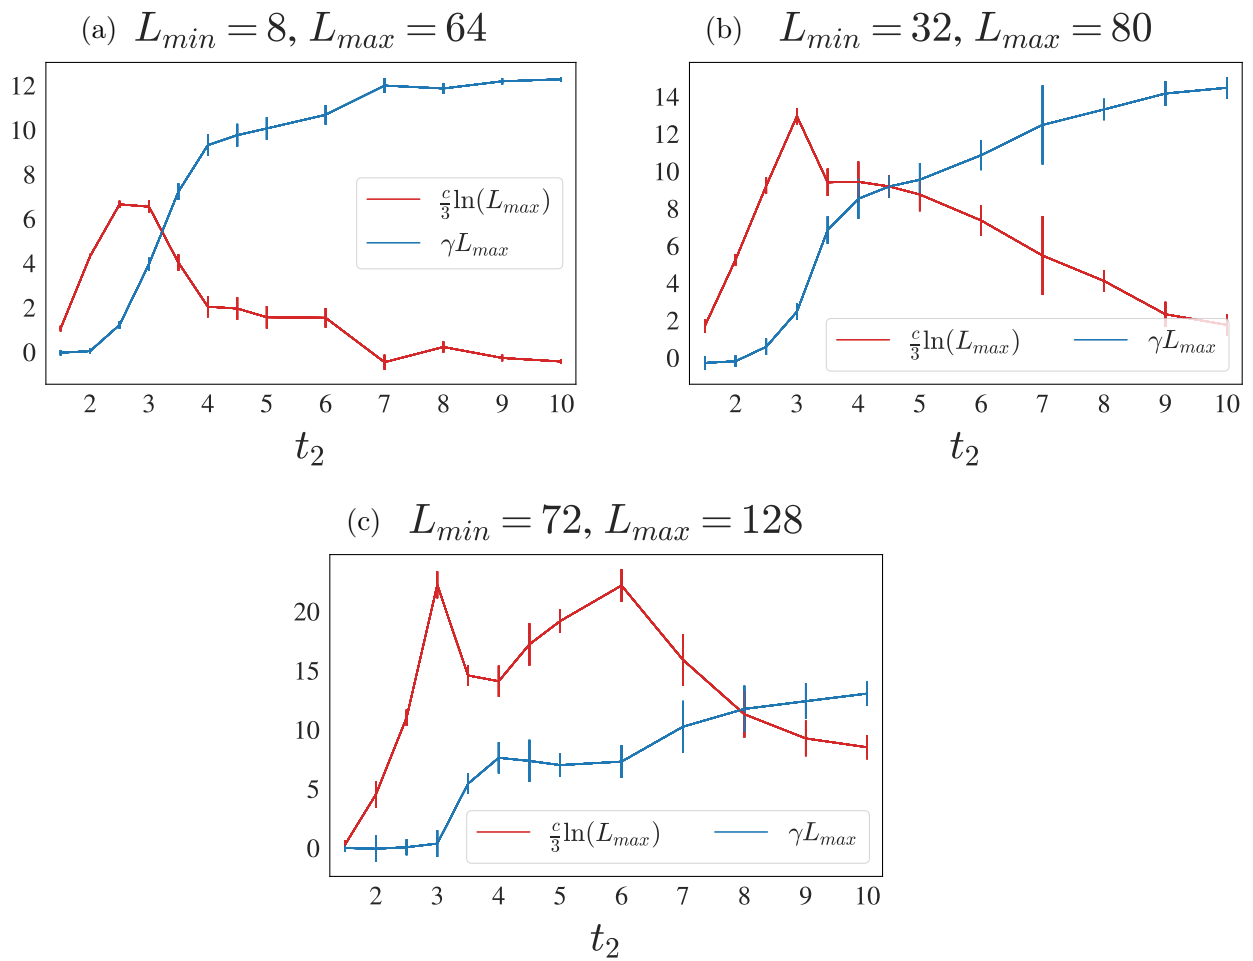 (a) L_min = 8, L_max = 64
12
10
8
6
4
2
0
c/3 ln(L_max)
γL_max
2 3 4 5 6 7 8 9 10
t_2
(b) L_min = 32, L_max = 80
14
12
10
8
6
4
2
0
c/3 ln(L_max) γL_max
2 3 4 5 6 7 8 9 10
t_2
(c) L_min = 72, L_max = 128
20
15
10
5
0
c/3 ln(L_max) γL_max
2 3 4 5 6 7 8 9 10
t_2